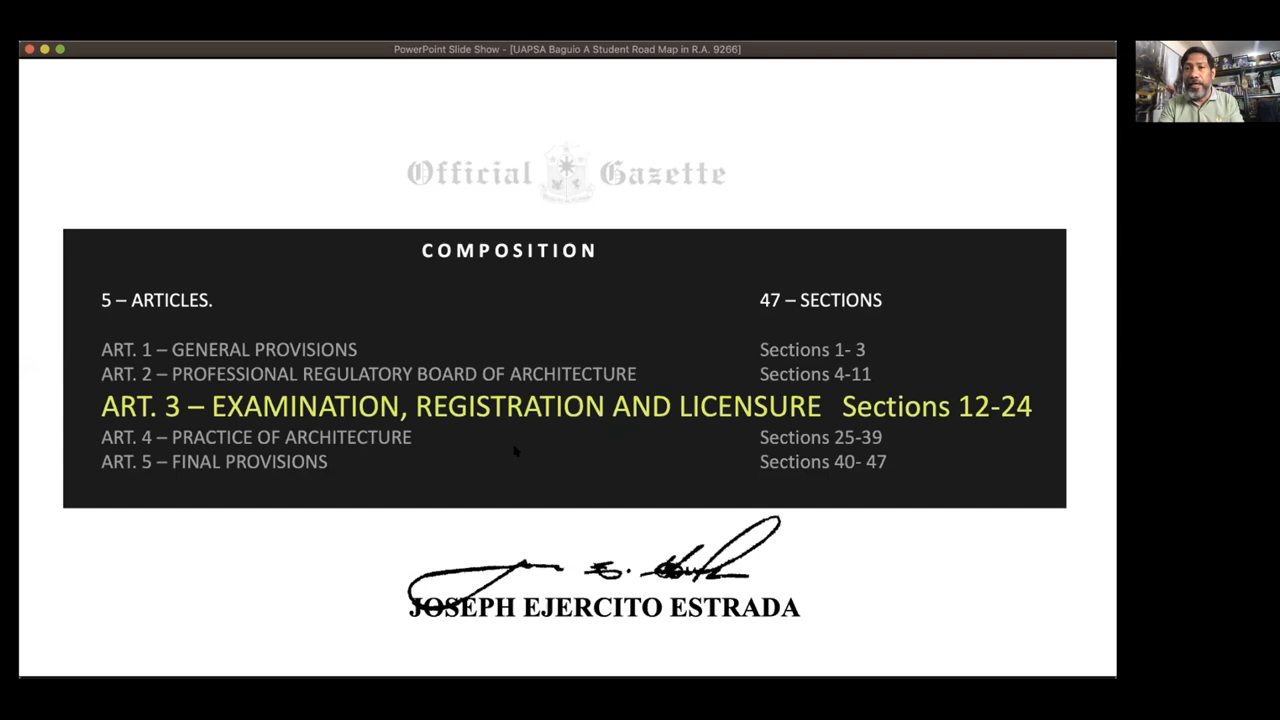 PowerPoint Slide Show - [UAPSA Baguio A Student Road Map in R.A. 9266]
Official Gazette
COMPOSITION
5 – ARTICLES. 47 – SECTIONS
ART. 1 – GENERAL PROVISIONS Sections 1- 3
ART. 2 – PROFESSIONAL REGULATORY BOARD OF ARCHITECTURE Sections 4-11
ART. 3 – EXAMINATION, REGISTRATION AND LICENSURE Sections 12-24
ART. 4 – PRACTICE OF ARCHITECTURE Sections 25-39
ART. 5 – FINAL PROVISIONS Sections 40- 47
JOSEPH EJERCITO ESTRADA